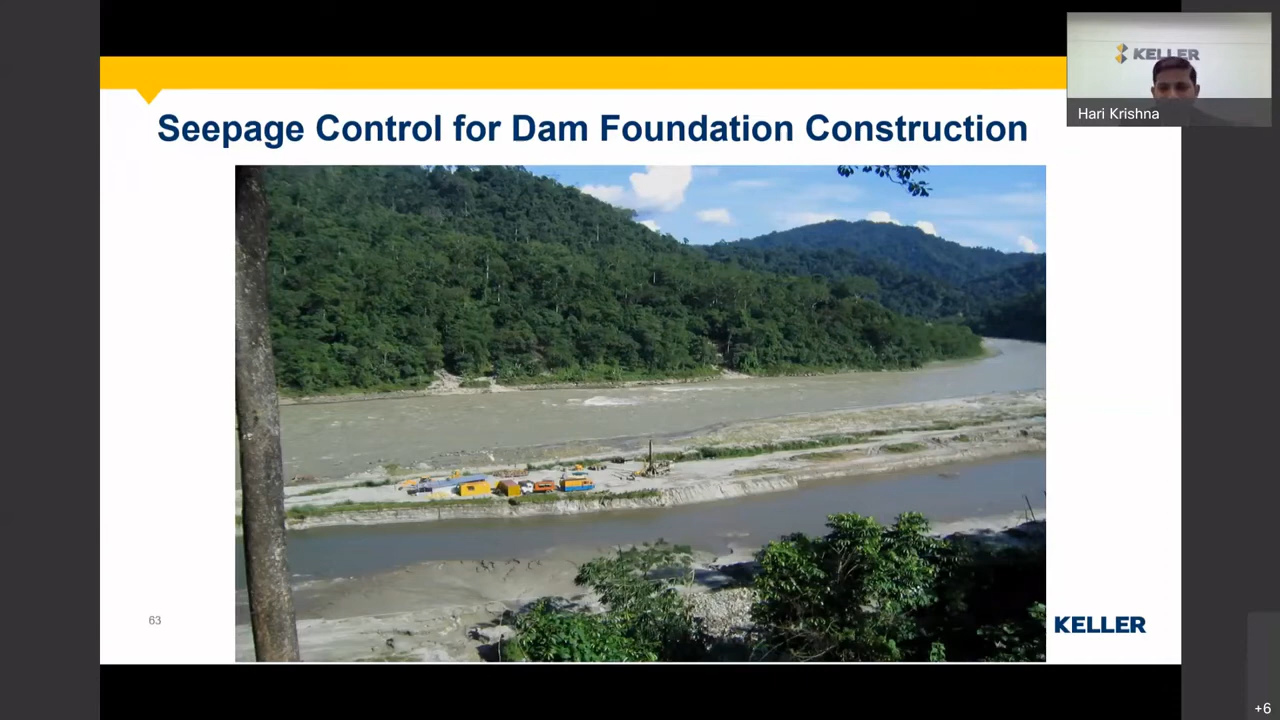 KELLER
Hari Krishna
Seepage Control for Dam Foundation Construction
63
KELLER
+6